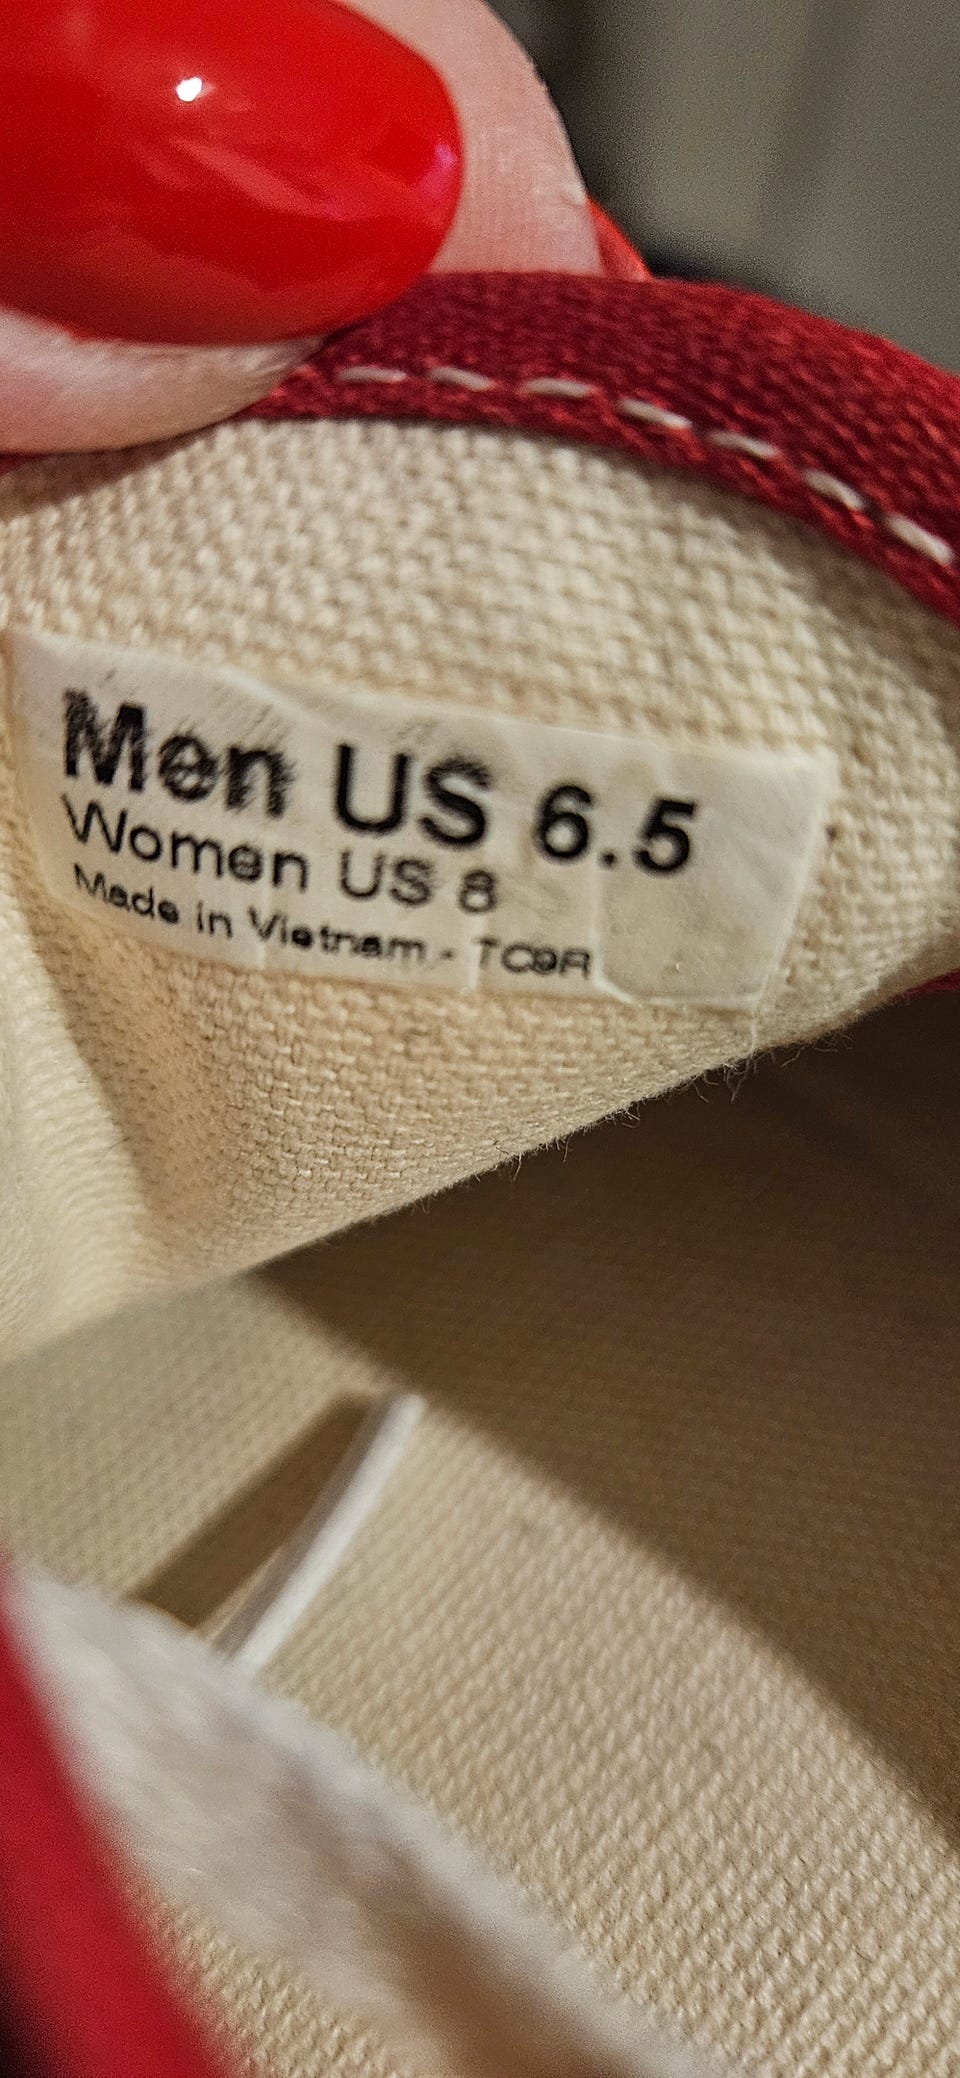 Men US 6.5
Women US 8
Made in Vietnam - TC9R